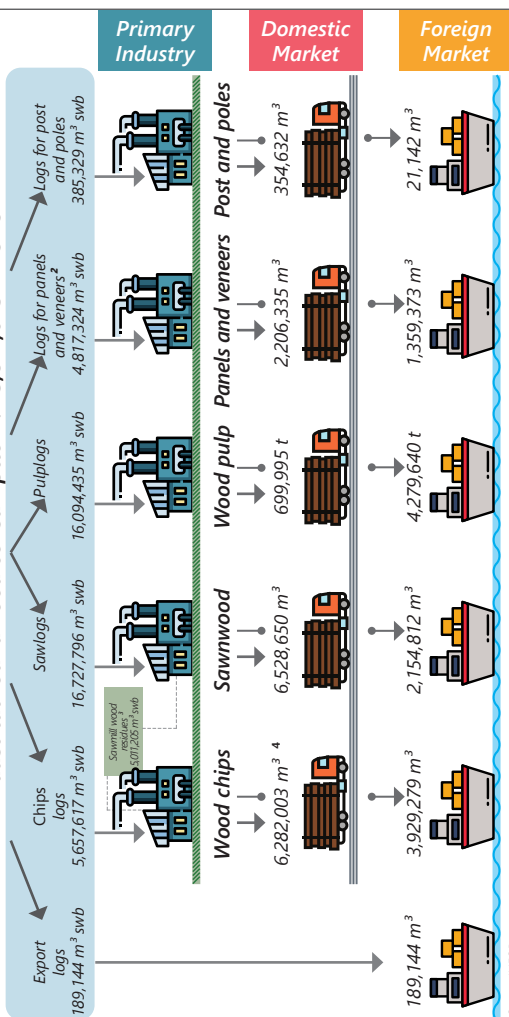 Primary
Industry
Domestic
Market
Foreign
Market
Logs for post
and poles
385,329 m³ swb
Post and poles
354,632 m³
21,142 m³
Logs for panels
and veneers²
4,817,324 m³ swb
Panels and veneers
2,206,335 m³
1,359,373 m³
Pulplogs
16,094,435 m³ swb
Wood pulp
699,995 t
4,279,640 t
Sawlogs
16,727,796 m³ swb
Sawnwood
6,528,650 m³
2,154,812 m³
Sawmill wood
residues³
5,011,205 m³ swb
Chips
logs
5,657,617 m³ swb
Wood chips
6,282,003 m³ ⁴
3,929,279 m³
Export
logs
189,144 m³ swb
189,144 m³